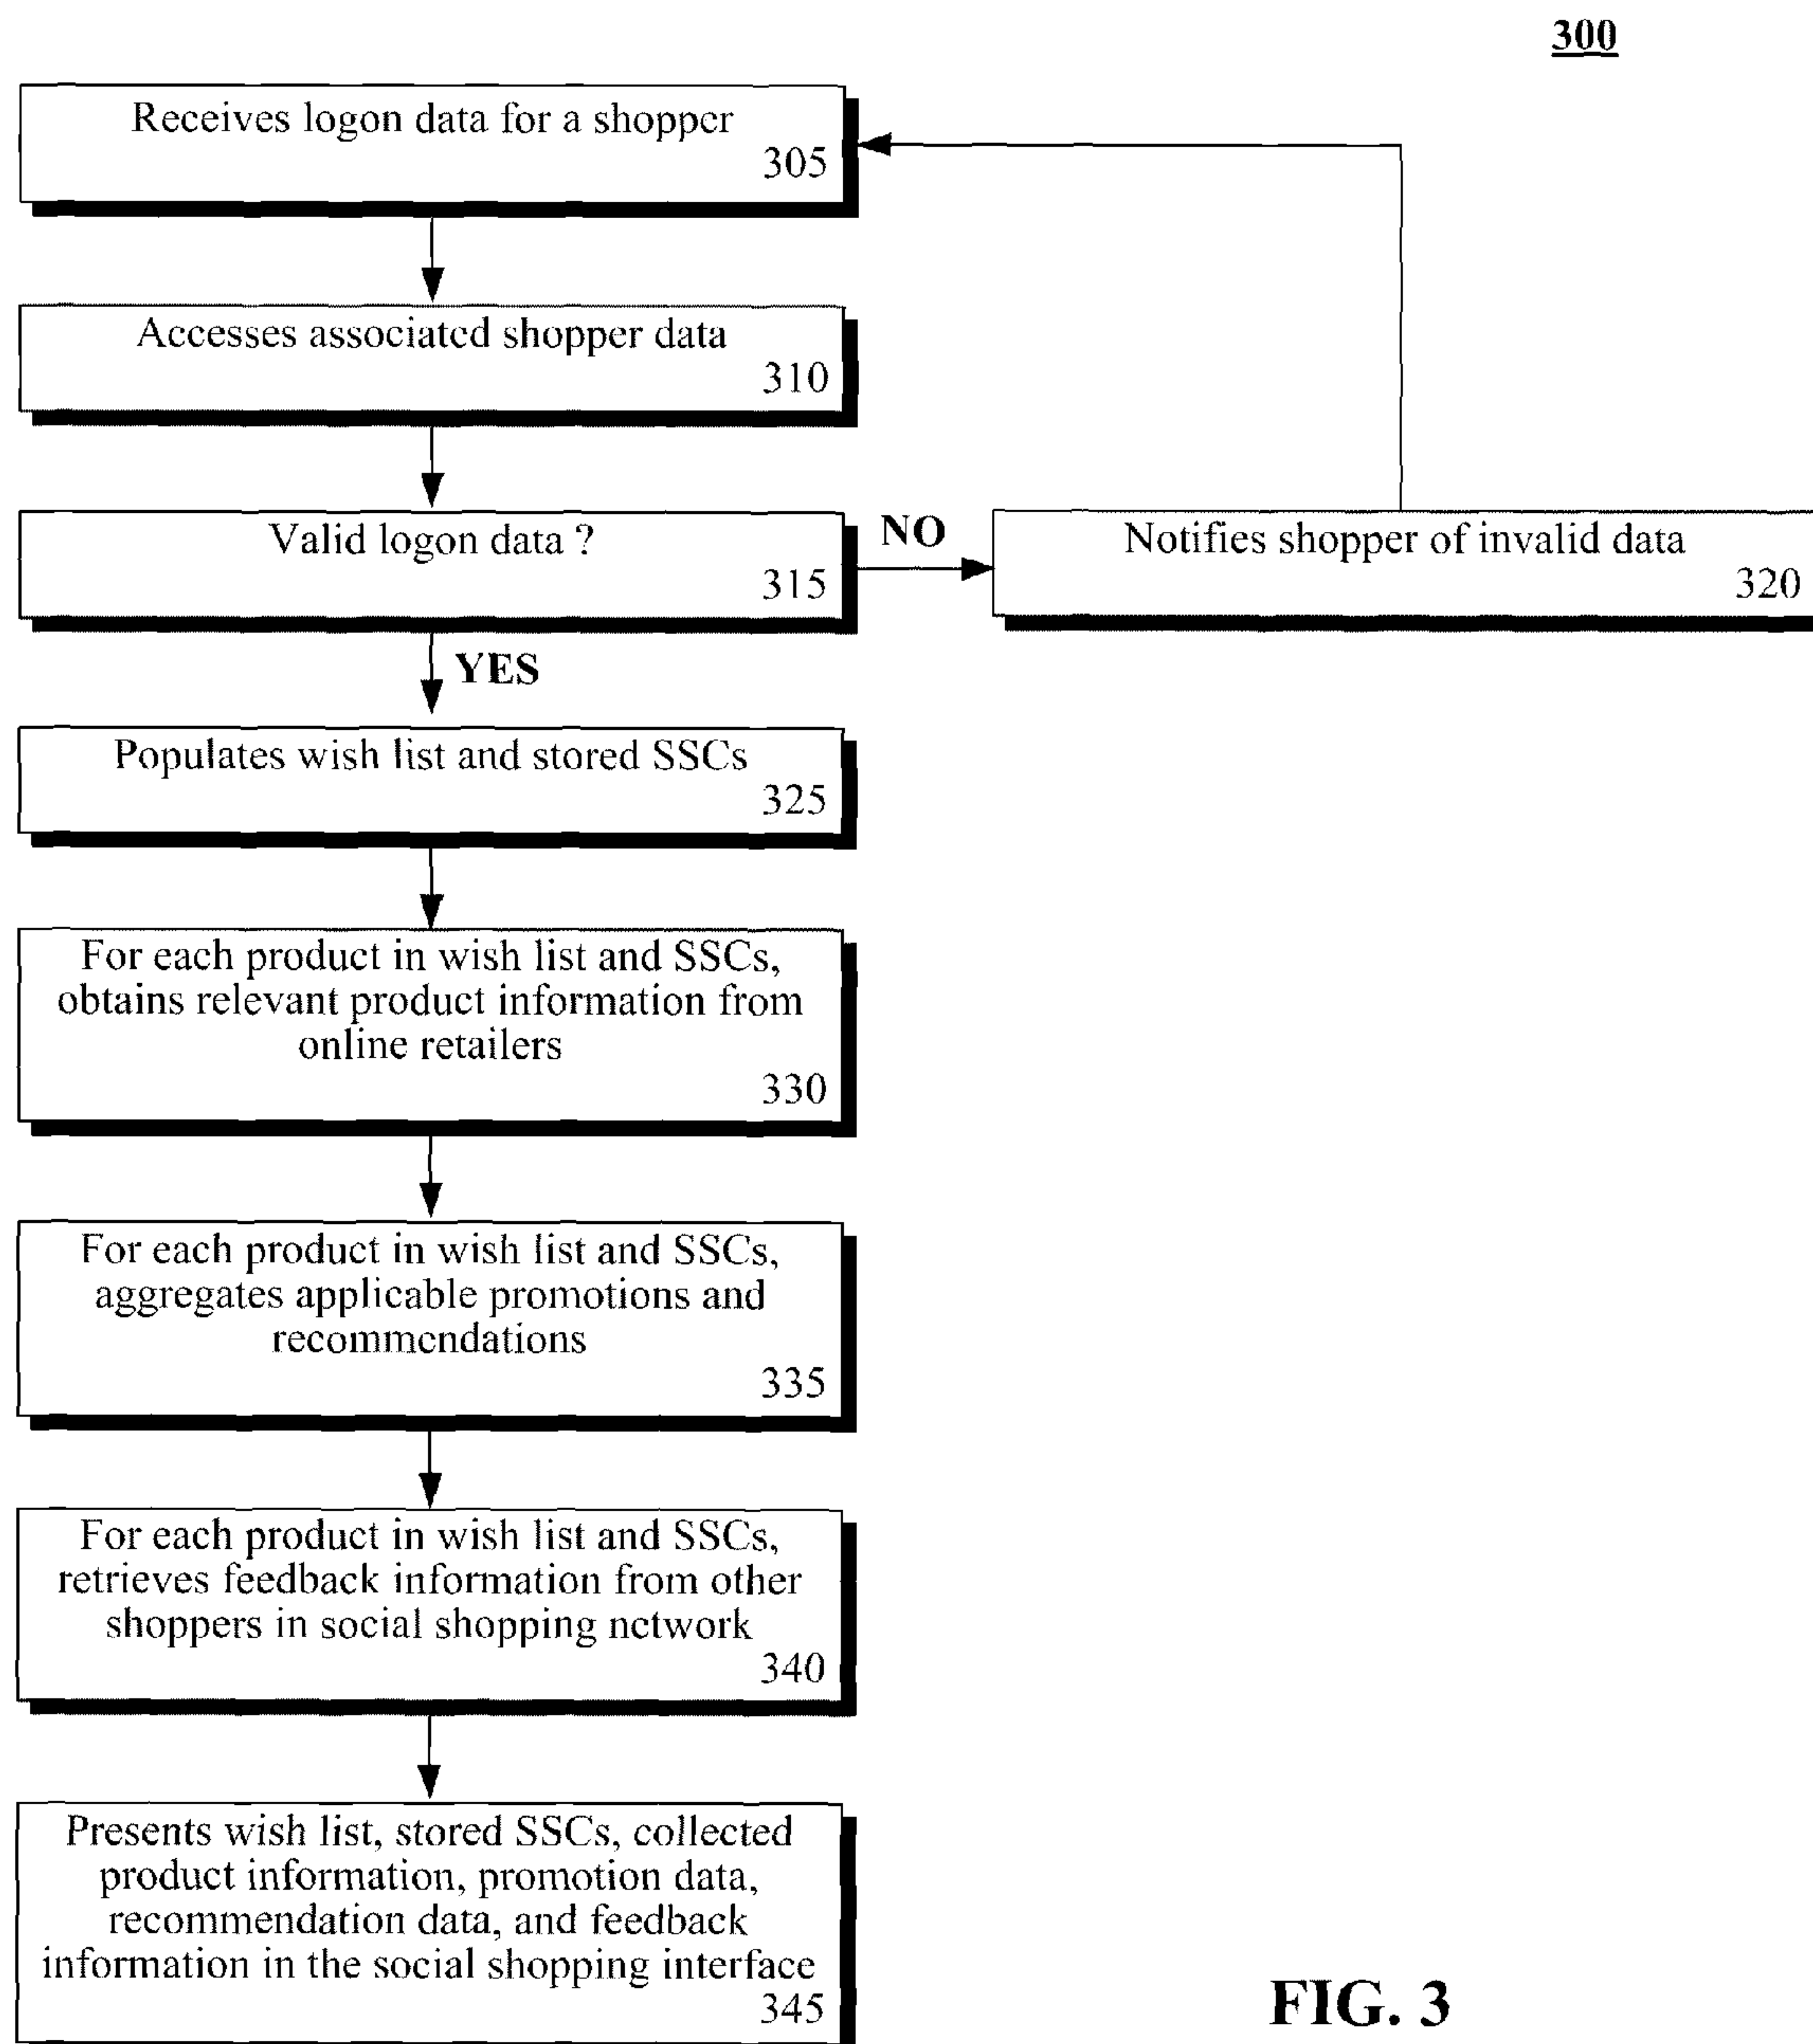 300
Receives logon data for a shopper
305
Accesses associated shopper data
310
Valid logon data ?
315
NO
Notifies shopper of invalid data
320
YES
Populates wish list and stored SSCs
325
For each product in wish list and SSCs,
obtains relevant product information from
online retailers
330
For each product in wish list and SSCs,
aggregates applicable promotions and
recommendations
335
For each product in wish list and SSCs,
retrieves feedback information from other
shoppers in social shopping network
340
Presents wish list, stored SSCs, collected
product information, promotion data,
recommendation data, and feedback
information in the social shopping interface
345
FIG. 3